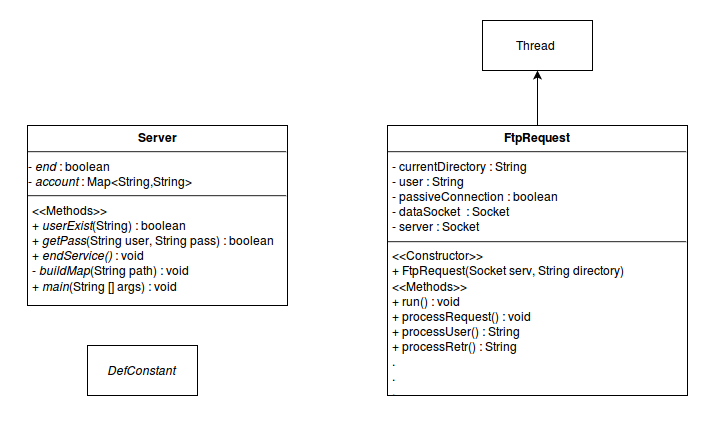 Thread
Server
- end : boolean
- account : Map<String,String>
<<Methods>>
+ userExist(String) : boolean
+ getPass(String user, String pass) : boolean
+ endService() : void
- buildMap(String path) : void
+ main(String [] args) : void
DefConstant
FtpRequest
- currentDirectory : String
- user : String
- passiveConnection : boolean
- dataSocket : Socket
- server : Socket
<<Constructor>>
+ FtpRequest(Socket serv, String directory)
<<Methods>>
+ run() : void
+ processRequest() : void
+ processUser() : String
+ processRetr() : String
.
.
.